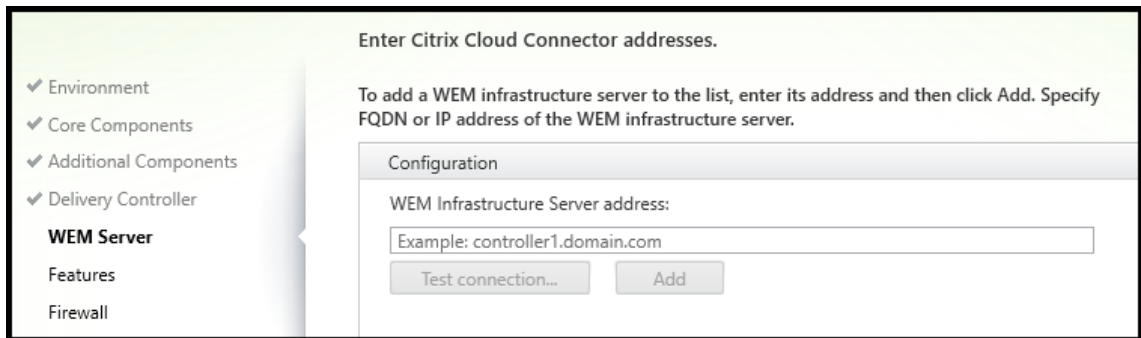 Enter Citrix Cloud Connector addresses.
Environment
Core Components
Additional Components
Delivery Controller
WEM Server
Features
Firewall
To add a WEM infrastructure server to the list, enter its address and then click Add. Specify
FQDN or IP address of the WEM infrastructure server.
Configuration
WEM Infrastructure Server address:
Example: controller1.domain.com
Test connection...
Add